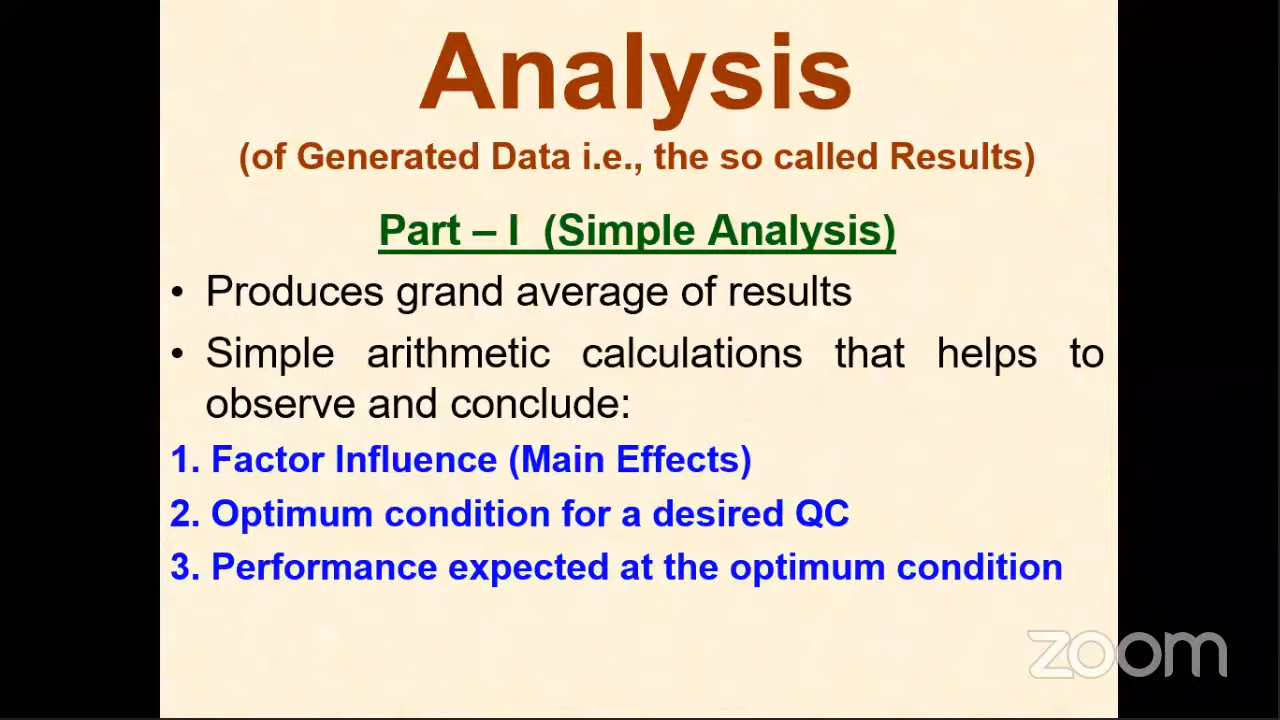 Analysis
(of Generated Data i.e., the so called Results)
Part – I (Simple Analysis)
• Produces grand average of results
• Simple arithmetic calculations that helps to
observe and conclude:
1. Factor Influence (Main Effects)
2. Optimum condition for a desired QC
3. Performance expected at the optimum condition
zoom